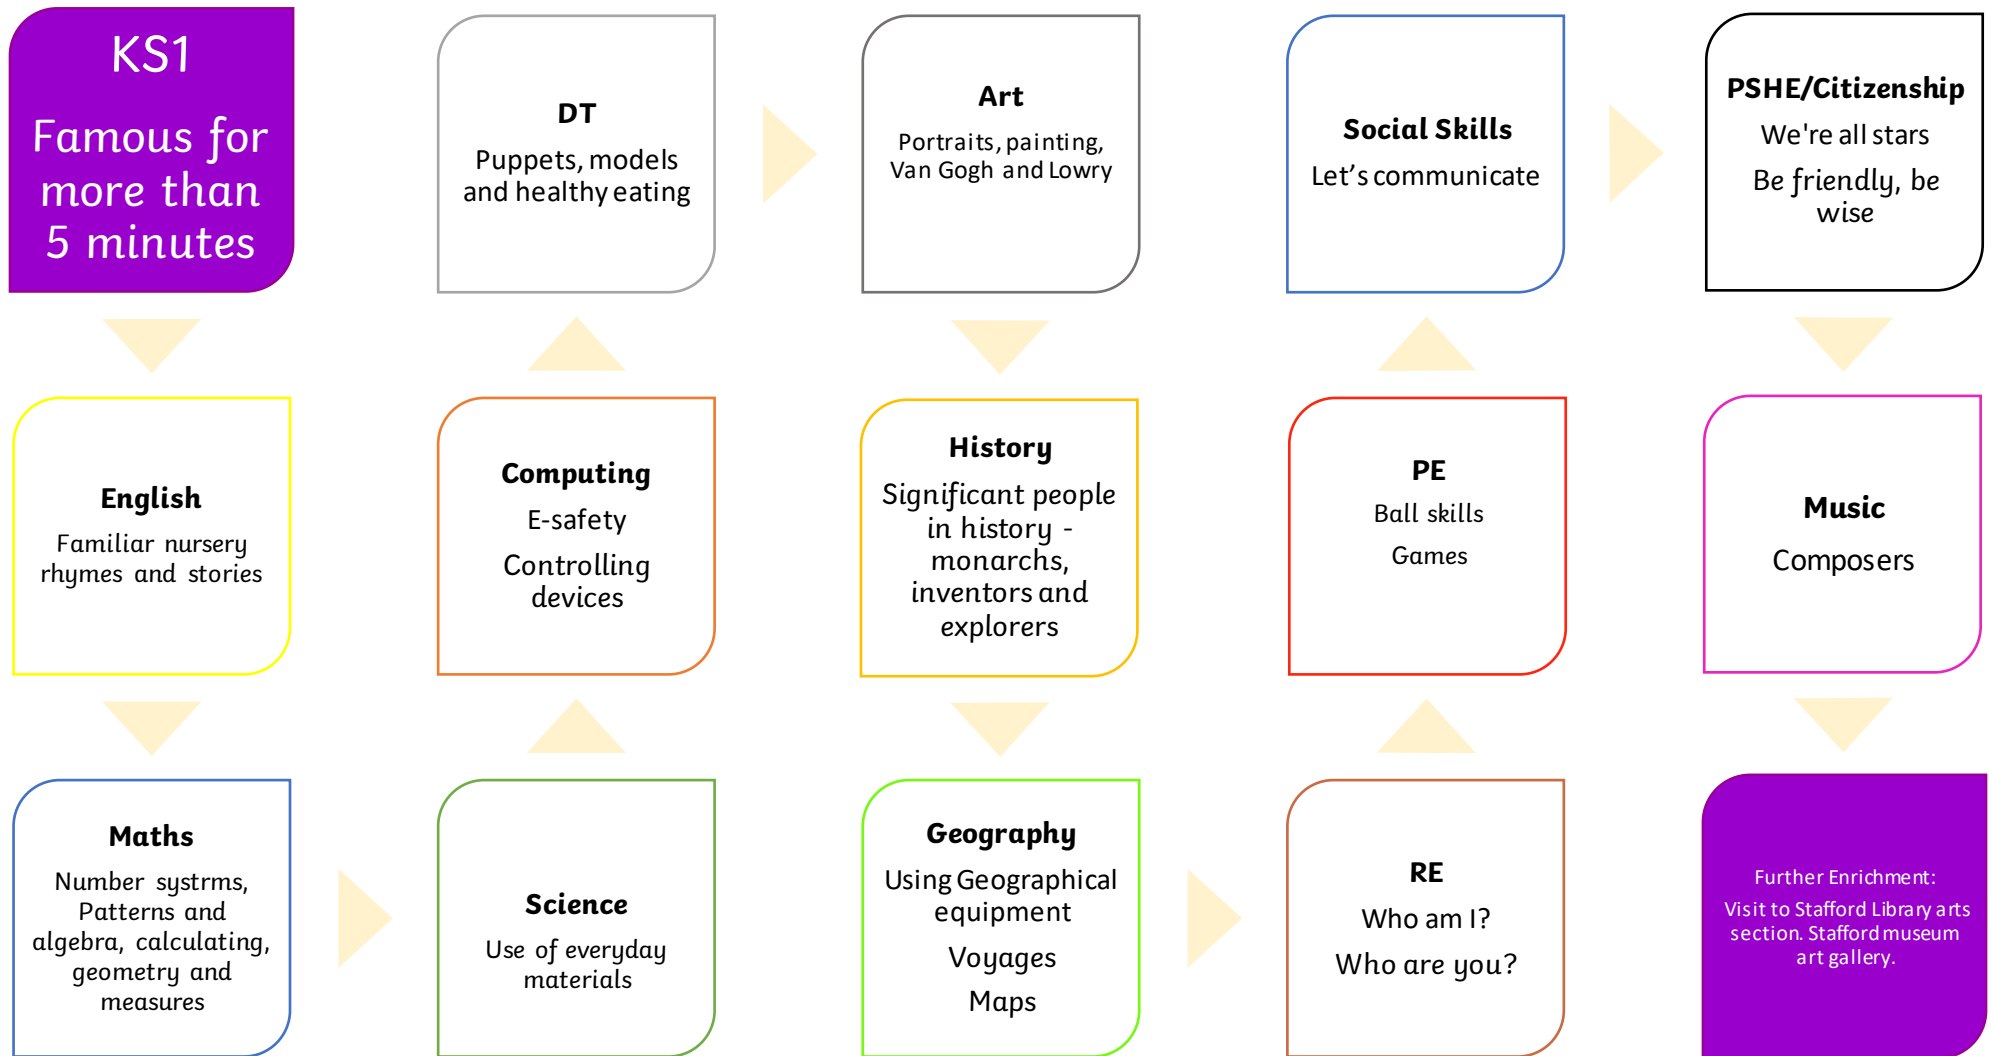 KS1
Famous for
more than
5 minutes
English
Familiar nursery
rhymes and stories
Maths
Number systrms,
Patterns and
algebra, calculating,
geometry and
measures
Science
Use of everyday
materials
Computing
E-safety
Controlling
devices
DT
Puppets, models
and healthy eating
Art
Portraits, painting,
Van Gogh and Lowry
History
Significant people
in history -
monarchs,
inventors and
explorers
Geography
Using Geographical
equipment
Voyages
Maps
RE
Who am I?
Who are you?
PE
Ball skills
Games
Social Skills
Let’s communicate
PSHE/Citizenship
We're all stars
Be friendly, be
wise
Music
Composers
Further Enrichment:
Visit to Stafford Library arts
section. Stafford museum
art gallery.